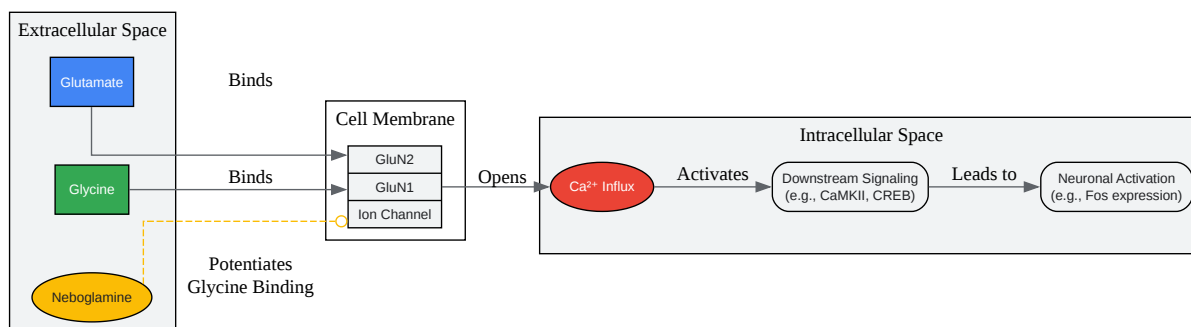 Extracellular Space
Glutamate
Binds
Glycine
Binds
Neboglamine
Potentiates
Glycine Binding
Cell Membrane
GluN2
GluN1
Ion Channel
Opens
Intracellular Space
Ca²⁺ Influx
Activates
Downstream Signaling
(e.g., CaMKII, CREB)
Leads to
Neuronal Activation
(e.g., Fos expression)